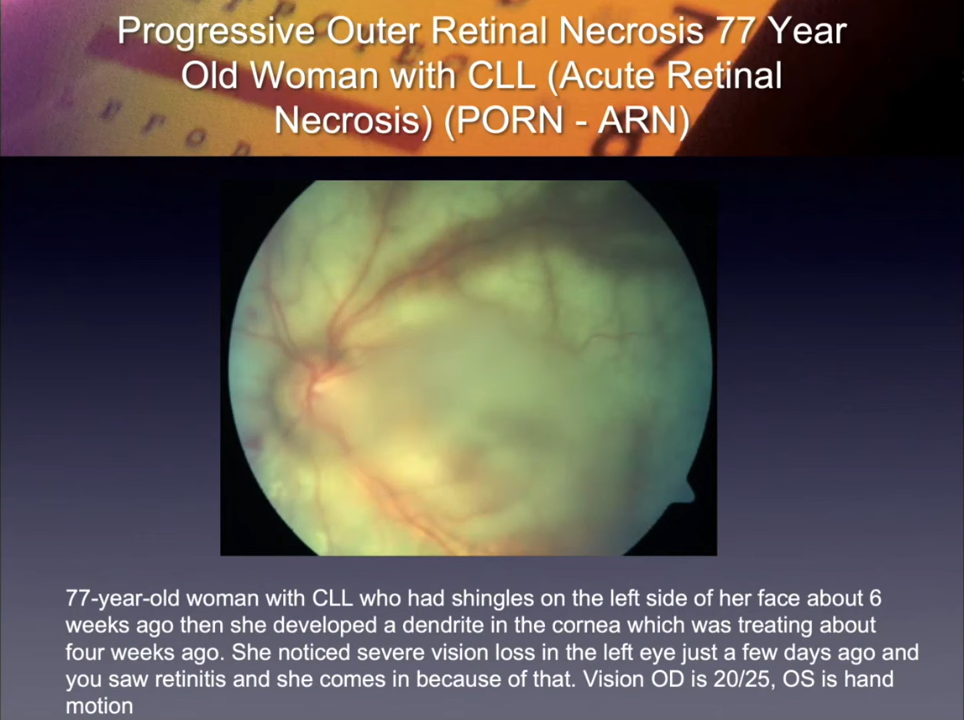 Progressive Outer Retinal Necrosis 77 Year
Old Woman with CLL (Acute Retinal
Necrosis) (PORN - ARN)
77-year-old woman with CLL who had shingles on the left side of her face about 6
weeks ago then she developed a dendrite in the cornea which was treating about
four weeks ago. She noticed severe vision loss in the left eye just a few days ago and
you saw retinitis and she comes in because of that. Vision OD is 20/25, OS is hand
motion